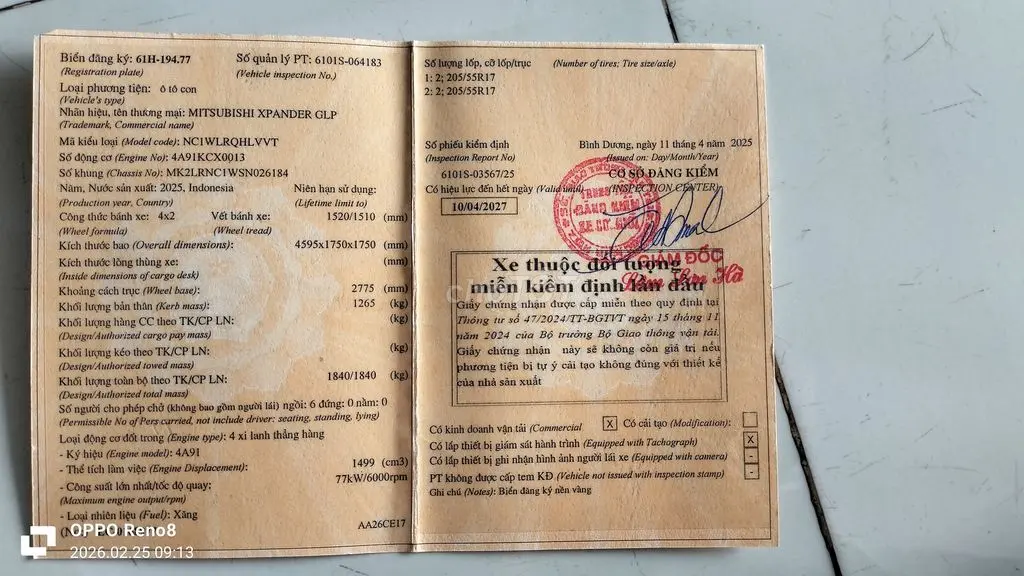 Biển đăng ký: 61H-194.77 Số quản lý PT: 6101S-064183
(Registration plate) (Vehicle inspection No.)
Loại phương tiện: ô tô con
(Vehicle's type)
Nhãn hiệu, tên thương mại: MITSUBISHI XPANDER GLP
(Trademark, Commercial name)
Mã kiểu loại (Model code): NC1WLRQHLVVT
Số động cơ (Engine No): 4A91KCX0013
Số khung (Chassis No): MK2LRNC1WSN026184
Năm, Nước sản xuất: 2025, Indonesia Niên hạn sử dụng:
(Production year, Country) (Lifetime limit to)
Công thức bánh xe: 4x2 Vết bánh xe: 1520/1510 (mm)
(Wheel formula) (Wheel tread)
Kích thước bao (Overall dimensions): 4595x1750x1750 (mm)
Kích thước lòng thùng xe: (mm)
(Inside dimensions of cargo desk)
Khoảng cách trục (Wheel base): 2775 (mm)
Khối lượng bản thân (Kerb mass): 1265 (kg)
Khối lượng hàng CC theo TK/CP LN: (kg)
(Design/Authorized cargo pay mass)
Khối lượng kéo theo TK/CP LN: (kg)
(Design/Authorized towed mass)
Khối lượng toàn bộ theo TK/CP LN: 1840/1840 (kg)
(Design/Authorized total mass)
Số người cho phép chở (không bao gồm người lái) ngồi: 6 đứng: 0 nằm: 0
(Permissible No of Pers carried, not include driver: seating, standing, lying)
Loại động cơ đốt trong (Engine type): 4 xi lanh thẳng hàng
- Ký hiệu (Engine model): 4A91
- Thể tích làm việc (Engine Displacement): 1499 (cm3)
- Công suất lớn nhất/tốc độ quay: 77kW/6000rpm
(Maximum engine output/rpm)
- Loại nhiên liệu (Fuel): Xăng
AA26CE17
Số lượng lốp, cỡ lốp/trục (Number of tires; Tire size/axle)
1: 2; 205/55R17
2: 2; 205/55R17
Số phiếu kiểm định Bình Dương, ngày 11 tháng 4 năm 2025
(Inspection Report No) (Issued on: Day/Month/Year)
6101S-03567/25 CƠ SỞ ĐĂNG KIỂM
Có hiệu lực đến hết ngày (Valid until) (INSPECTION CENTER)
10/04/2027
ĐĂNG KIỂM
XE CƠ GIỚI
GIÁM ĐỐC
Xe thuộc đối tượng
miễn kiểm định lần đầu
Giấy chứng nhận được cấp miễn theo quy định tại
Thông tư số 47/2024/TT-BGTVT ngày 15 tháng 11
năm 2024 của Bộ trưởng Bộ Giao thông vận tải.
Giấy chứng nhận này sẽ không còn giá trị nếu
phương tiện bị tự ý cải tạo không đúng với thiết kế
của nhà sản xuất
Có kinh doanh vận tải (Commercial X Có cải tạo (Modification):
Có lắp thiết bị giám sát hành trình (Equipped with Tachograph) X
Có lắp thiết bị ghi nhận hình ảnh người lái xe (Equipped with camera) -
PT không được cấp tem KĐ (Vehicle not issued with inspection stamp) -
Ghi chú (Notes): Biển đăng ký nền vàng
OPPO Reno8
2026.02.25 09:13